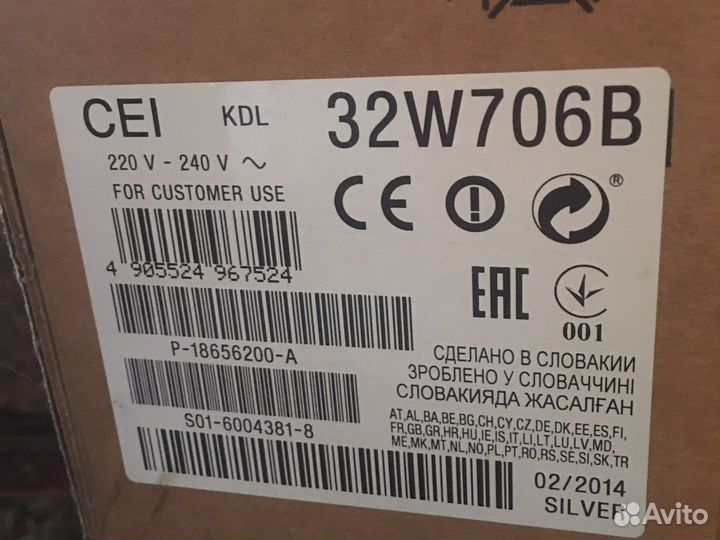 CEI KDL 32W706B
220 V - 240 V ~
FOR CUSTOMER USE
CE
®
4 905524 967524
EAC
001
P-18656200-A
СДЕЛАНО В СЛОВАКИИ
ЗРОБЛЕНО У СЛОВАЧЧИНІ
СЛОВАКИЯДА ЖАСАЛҒАН
S01-6004381-8
AT,AL,BA,BE,BG,CH,CY,CZ,DE,DK,EE,ES,FI,
FR,GB,GR,HR,HU,IE,IS,IT,LI,LT,LU,LV,MD,
ME,MK,MT,NL,NO,PL,PT,RO,RS,SE,SI,SK,TR
02/2014
SILVER
Avito